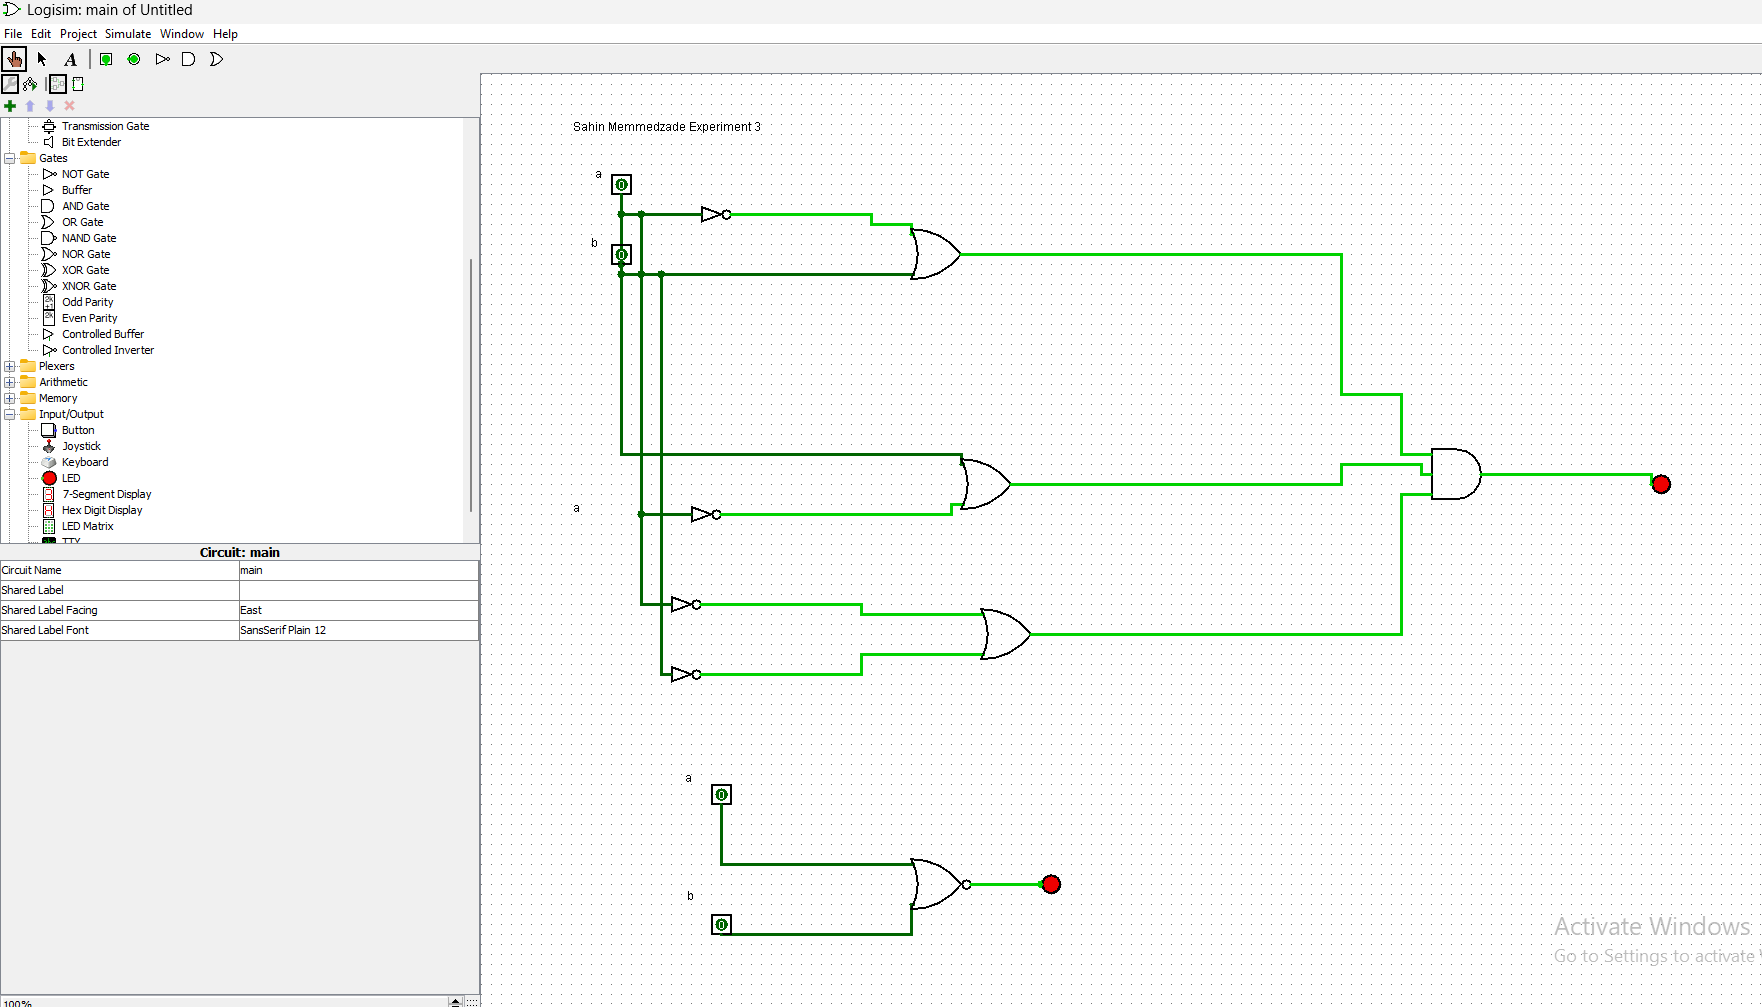 Logisim: main of Untitled
File Edit Project Simulate Window Help
A
Transmission Gate
Bit Extender
Gates
NOT Gate
Buffer
AND Gate
OR Gate
NAND Gate
NOR Gate
XOR Gate
XNOR Gate
Odd Parity
Even Parity
Controlled Buffer
Controlled Inverter
Plexers
Arithmetic
Memory
Input/Output
Button
Joystick
Keyboard
LED
7-Segment Display
Hex Digit Display
LED Matrix
TTY
Circuit: main
Circuit Name main
Shared Label
Shared Label Facing East
Shared Label Font SansSerif Plain 12
100%
Sahin Memmedzade Experiment 3
a
0
b
0
a
a
0
b
0
Activate Windows
Go to Settings to activate